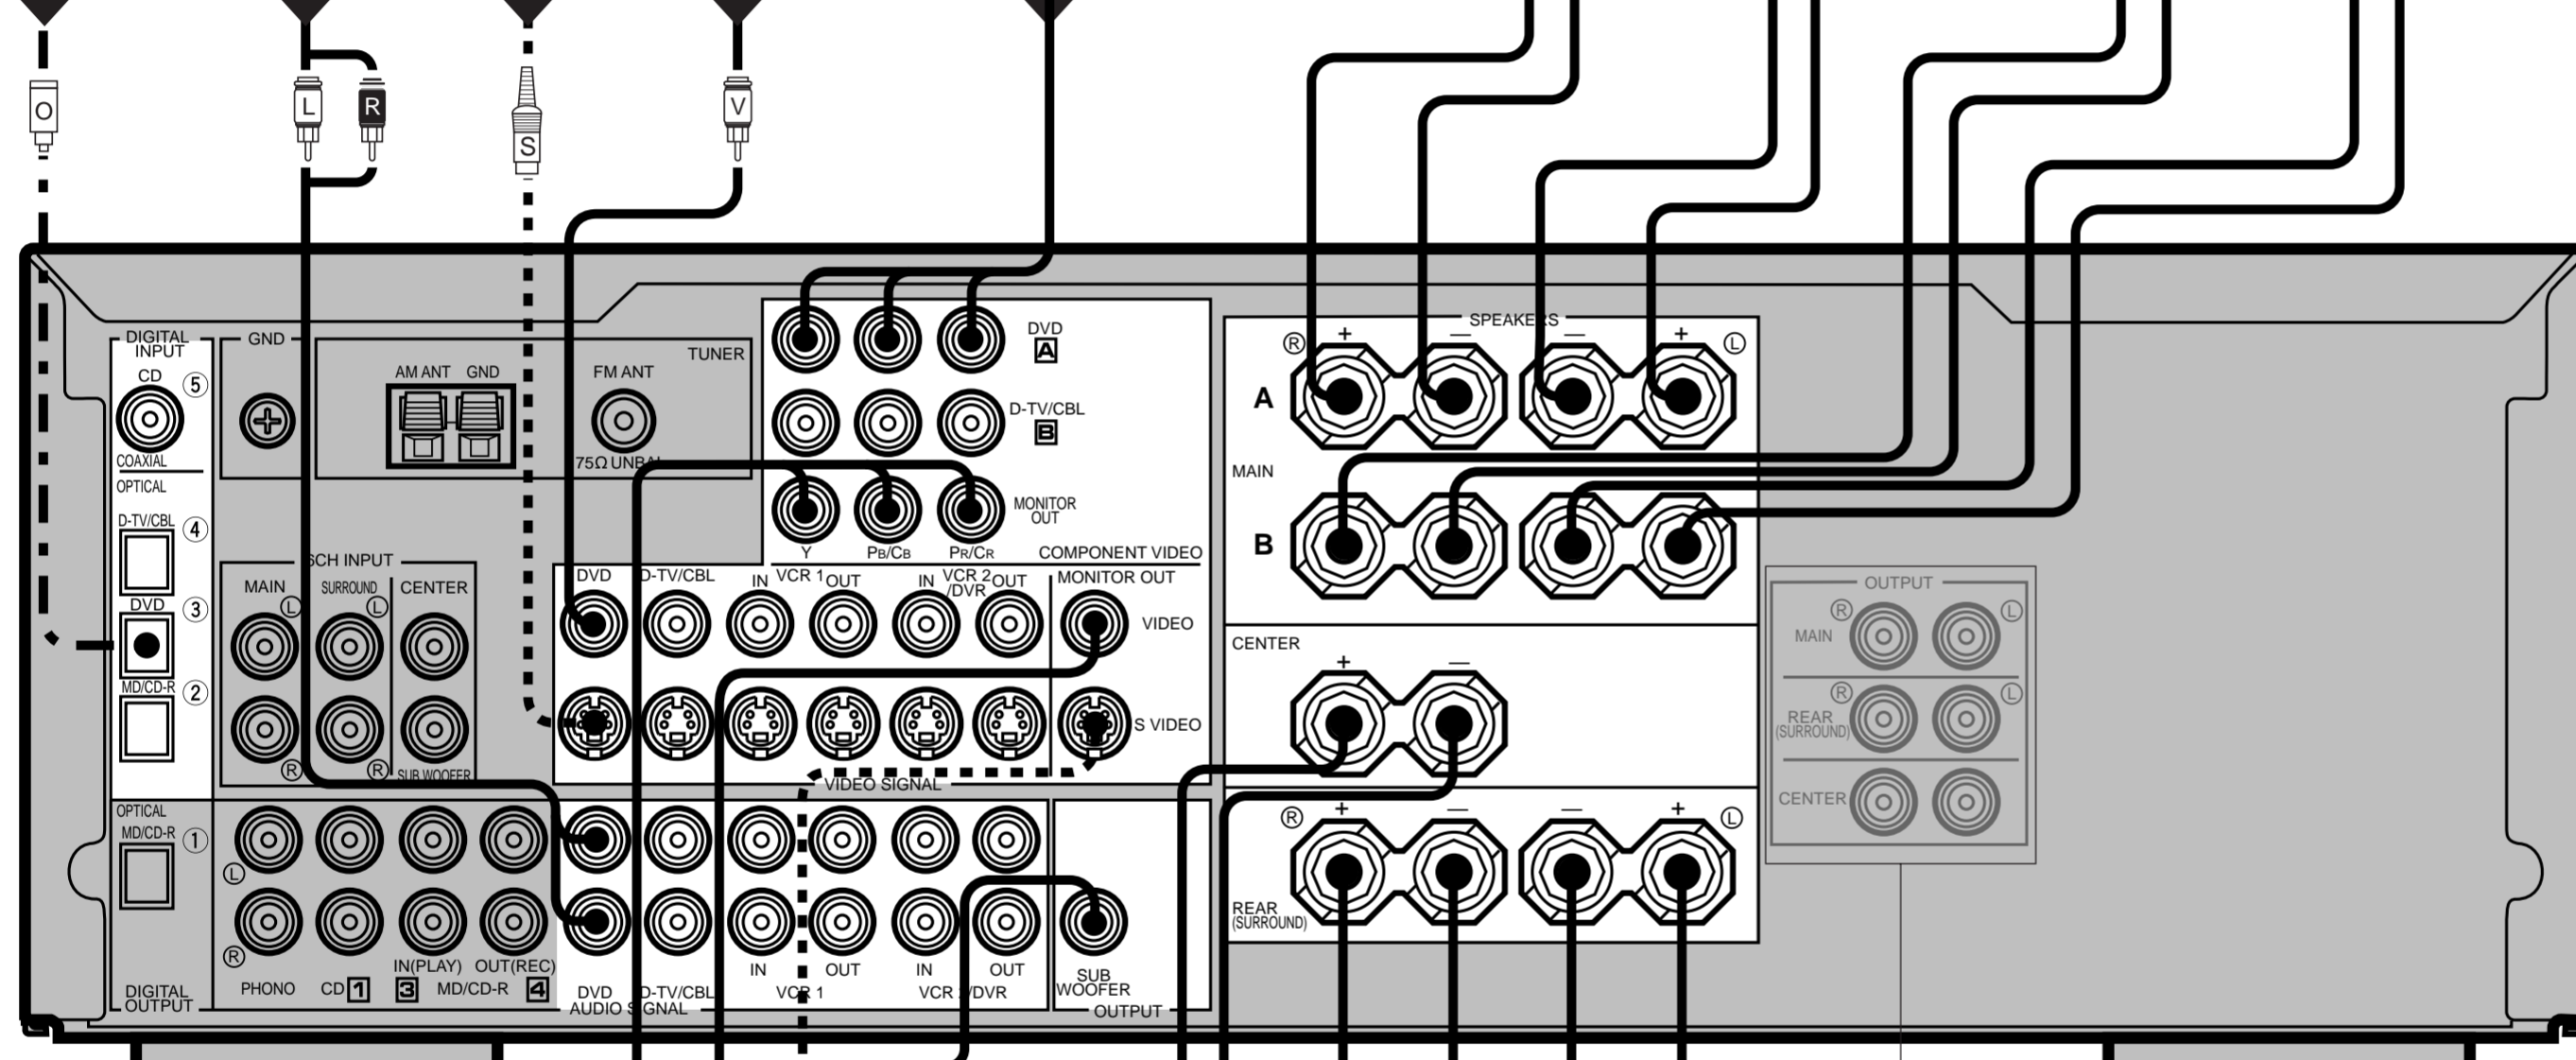 O
L R
S
V
DIGITAL
INPUT
CD ⑤
COAXIAL
OPTICAL
D-TV/CBL ④
DVD ③
MD/CD-R ②
OPTICAL
MD/CD-R ①
DIGITAL
OUTPUT
GND
TUNER
AM ANT GND
FM ANT
75Ω UNBAL
6CH INPUT
MAIN SURROUND CENTER
L L
R R SUB WOOFER
L
R
PHONO CD 1 3 MD/CD-R 4
IN(PLAY) OUT(REC)
DVD
A
D-TV/CBL
B
MONITOR
OUT
Y PB/CB PR/CR COMPONENT VIDEO
DVD D-TV/CBL IN VCR 1 OUT IN VCR 2 OUT MONITOR OUT
/DVR
VIDEO
S VIDEO
VIDEO SIGNAL
IN OUT IN OUT
DVD D-TV/CBL VCR 1 VCR 2/DVR
AUDIO SIGNAL
SUB
WOOFER
OUTPUT
SPEAKERS
R + — — + L
A
MAIN
B
CENTER
+ —
R + — — + L
REAR
(SURROUND)
OUTPUT
R L
MAIN
R L
REAR
(SURROUND)
CENTER